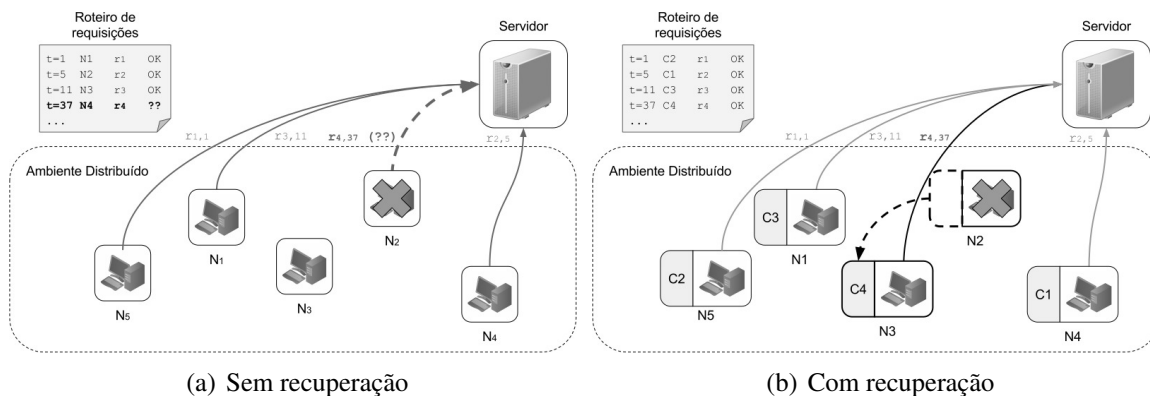 Roteiro de
requisições
t=1 N1 r1 OK
t=5 N2 r2 OK
t=11 N3 r3 OK
t=37 N4 r4 ??
...
Servidor
r1,1
r3,11
r4,37 (??)
r2,5
Ambiente Distribuído
N1
N2
N3
N5
N4
(a) Sem recuperação
Roteiro de
requisições
t=1 C2 r1 OK
t=5 C1 r2 OK
t=11 C3 r3 OK
t=37 C4 r4 OK
...
Servidor
r1,1
r3,11
r4,37
r2,5
Ambiente Distribuído
C3
N1
N2
C2
N5
C4
N3
C1
N4
(b) Com recuperação